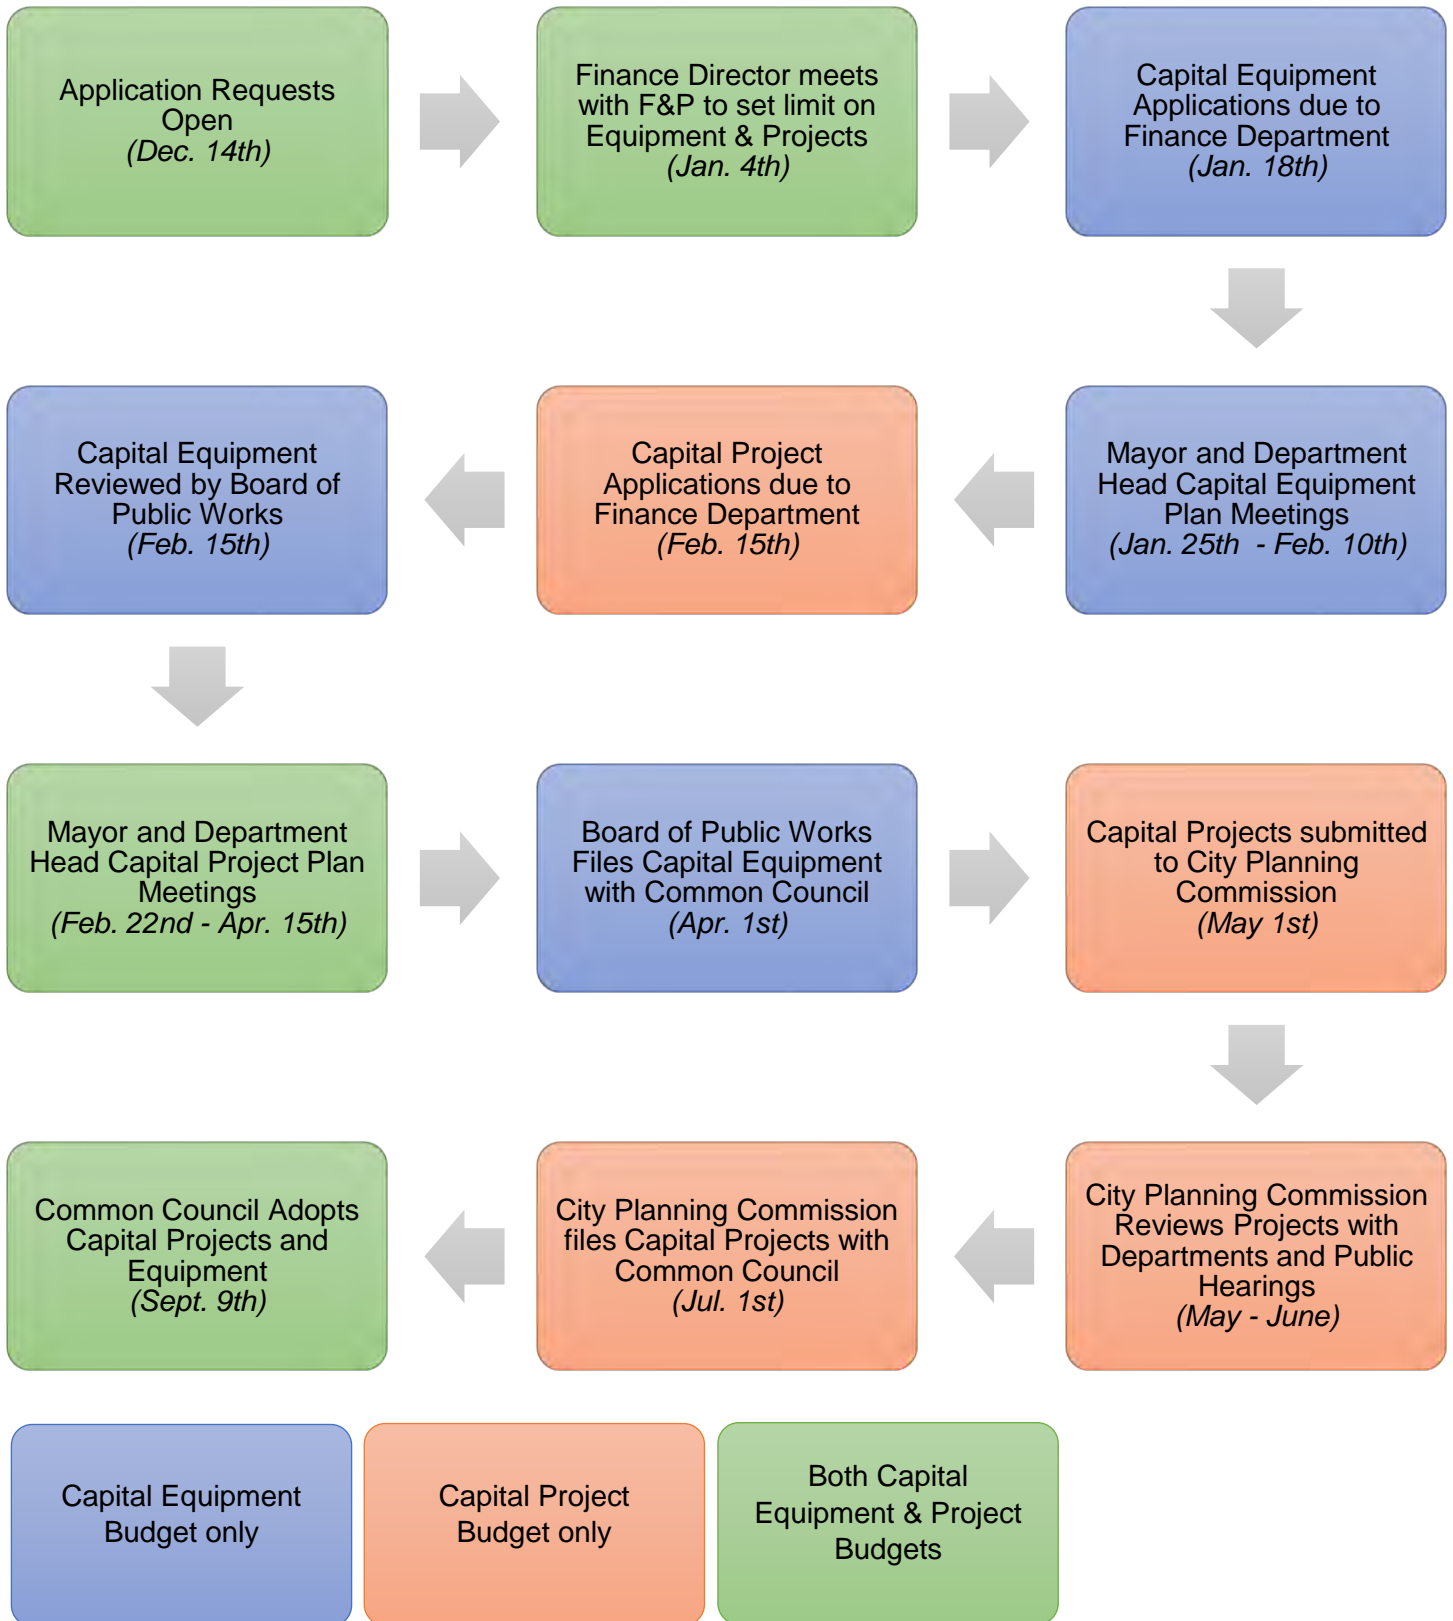 Application Requests
Open
(Dec. 14th)
Finance Director meets
with F&P to set limit on
Equipment & Projects
(Jan. 4th)
Capital Equipment
Applications due to
Finance Department
(Jan. 18th)
Mayor and Department
Head Capital Equipment
Plan Meetings
(Jan. 25th - Feb. 10th)
Capital Project
Applications due to
Finance Department
(Feb. 15th)
Capital Equipment
Reviewed by Board of
Public Works
(Feb. 15th)
Mayor and Department
Head Capital Project Plan
Meetings
(Feb. 22nd - Apr. 15th)
Board of Public Works
Files Capital Equipment
with Common Council
(Apr. 1st)
Capital Projects submitted
to City Planning
Commission
(May 1st)
City Planning Commission
Reviews Projects with
Departments and Public
Hearings
(May - June)
City Planning Commission
files Capital Projects with
Common Council
(Jul. 1st)
Common Council Adopts
Capital Projects and
Equipment
(Sept. 9th)
Capital Equipment
Budget only
Capital Project
Budget only
Both Capital
Equipment & Project
Budgets